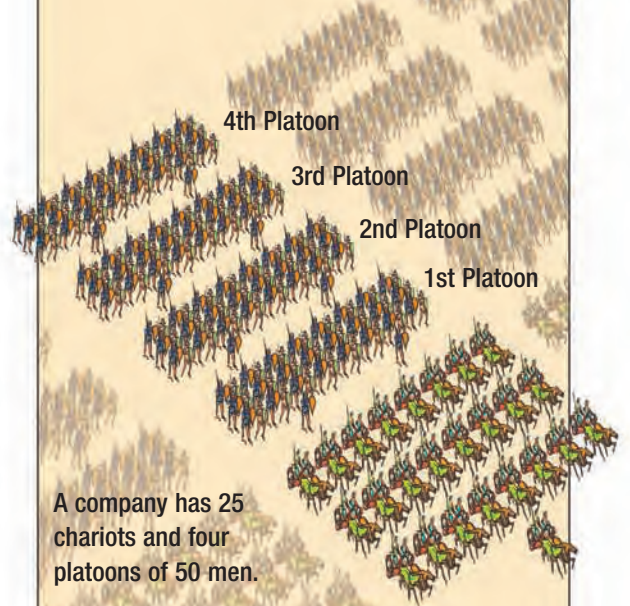 4th Platoon
3rd Platoon
2nd Platoon
1st Platoon
A company has 25
chariots and four
platoons of 50 men.